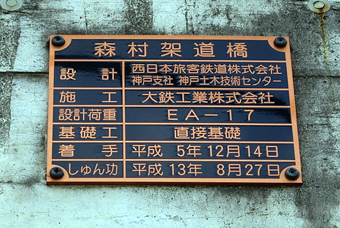 森村架道橋
設計 西日本旅客鉄道株式会社
神戸支社 神戸土木技術センター
施工 大鉄工業株式会社
設計荷重 EA-17
基礎工 直接基礎
着手 平成 5年12月14日
しゅん功 平成 13年 8月27日